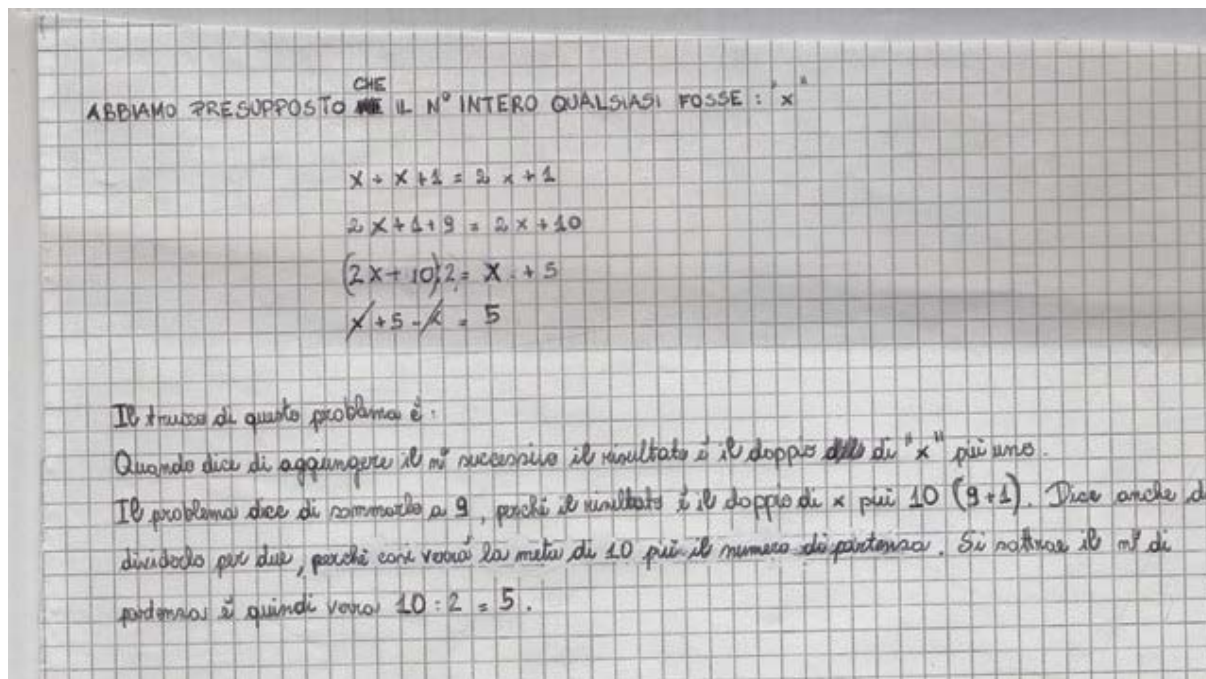 CHE
ABBIAMO PRESUPPOSTO IL N° INTERO QUALSIASI FOSSE : "x"
x + x + 1 = 2 x + 1
2 x + 1 + 9 = 2 x + 10
(2x + 10):2 = x + 5
x + 5 - x = 5
Il trucco di questo problema è :
Quando dice di aggiungere il n° successivo il risultato è il doppio di "x" più uno.
Il problema dice di sommarlo a 9, perché il risultato è il doppio di x più 10 (9+1). Dice anche d
dividerlo per due, perché così verrà la metà di 10 più il numero di partenza. Si sottrae il n° di
partenza e quindi verrà 10 : 2 = 5.